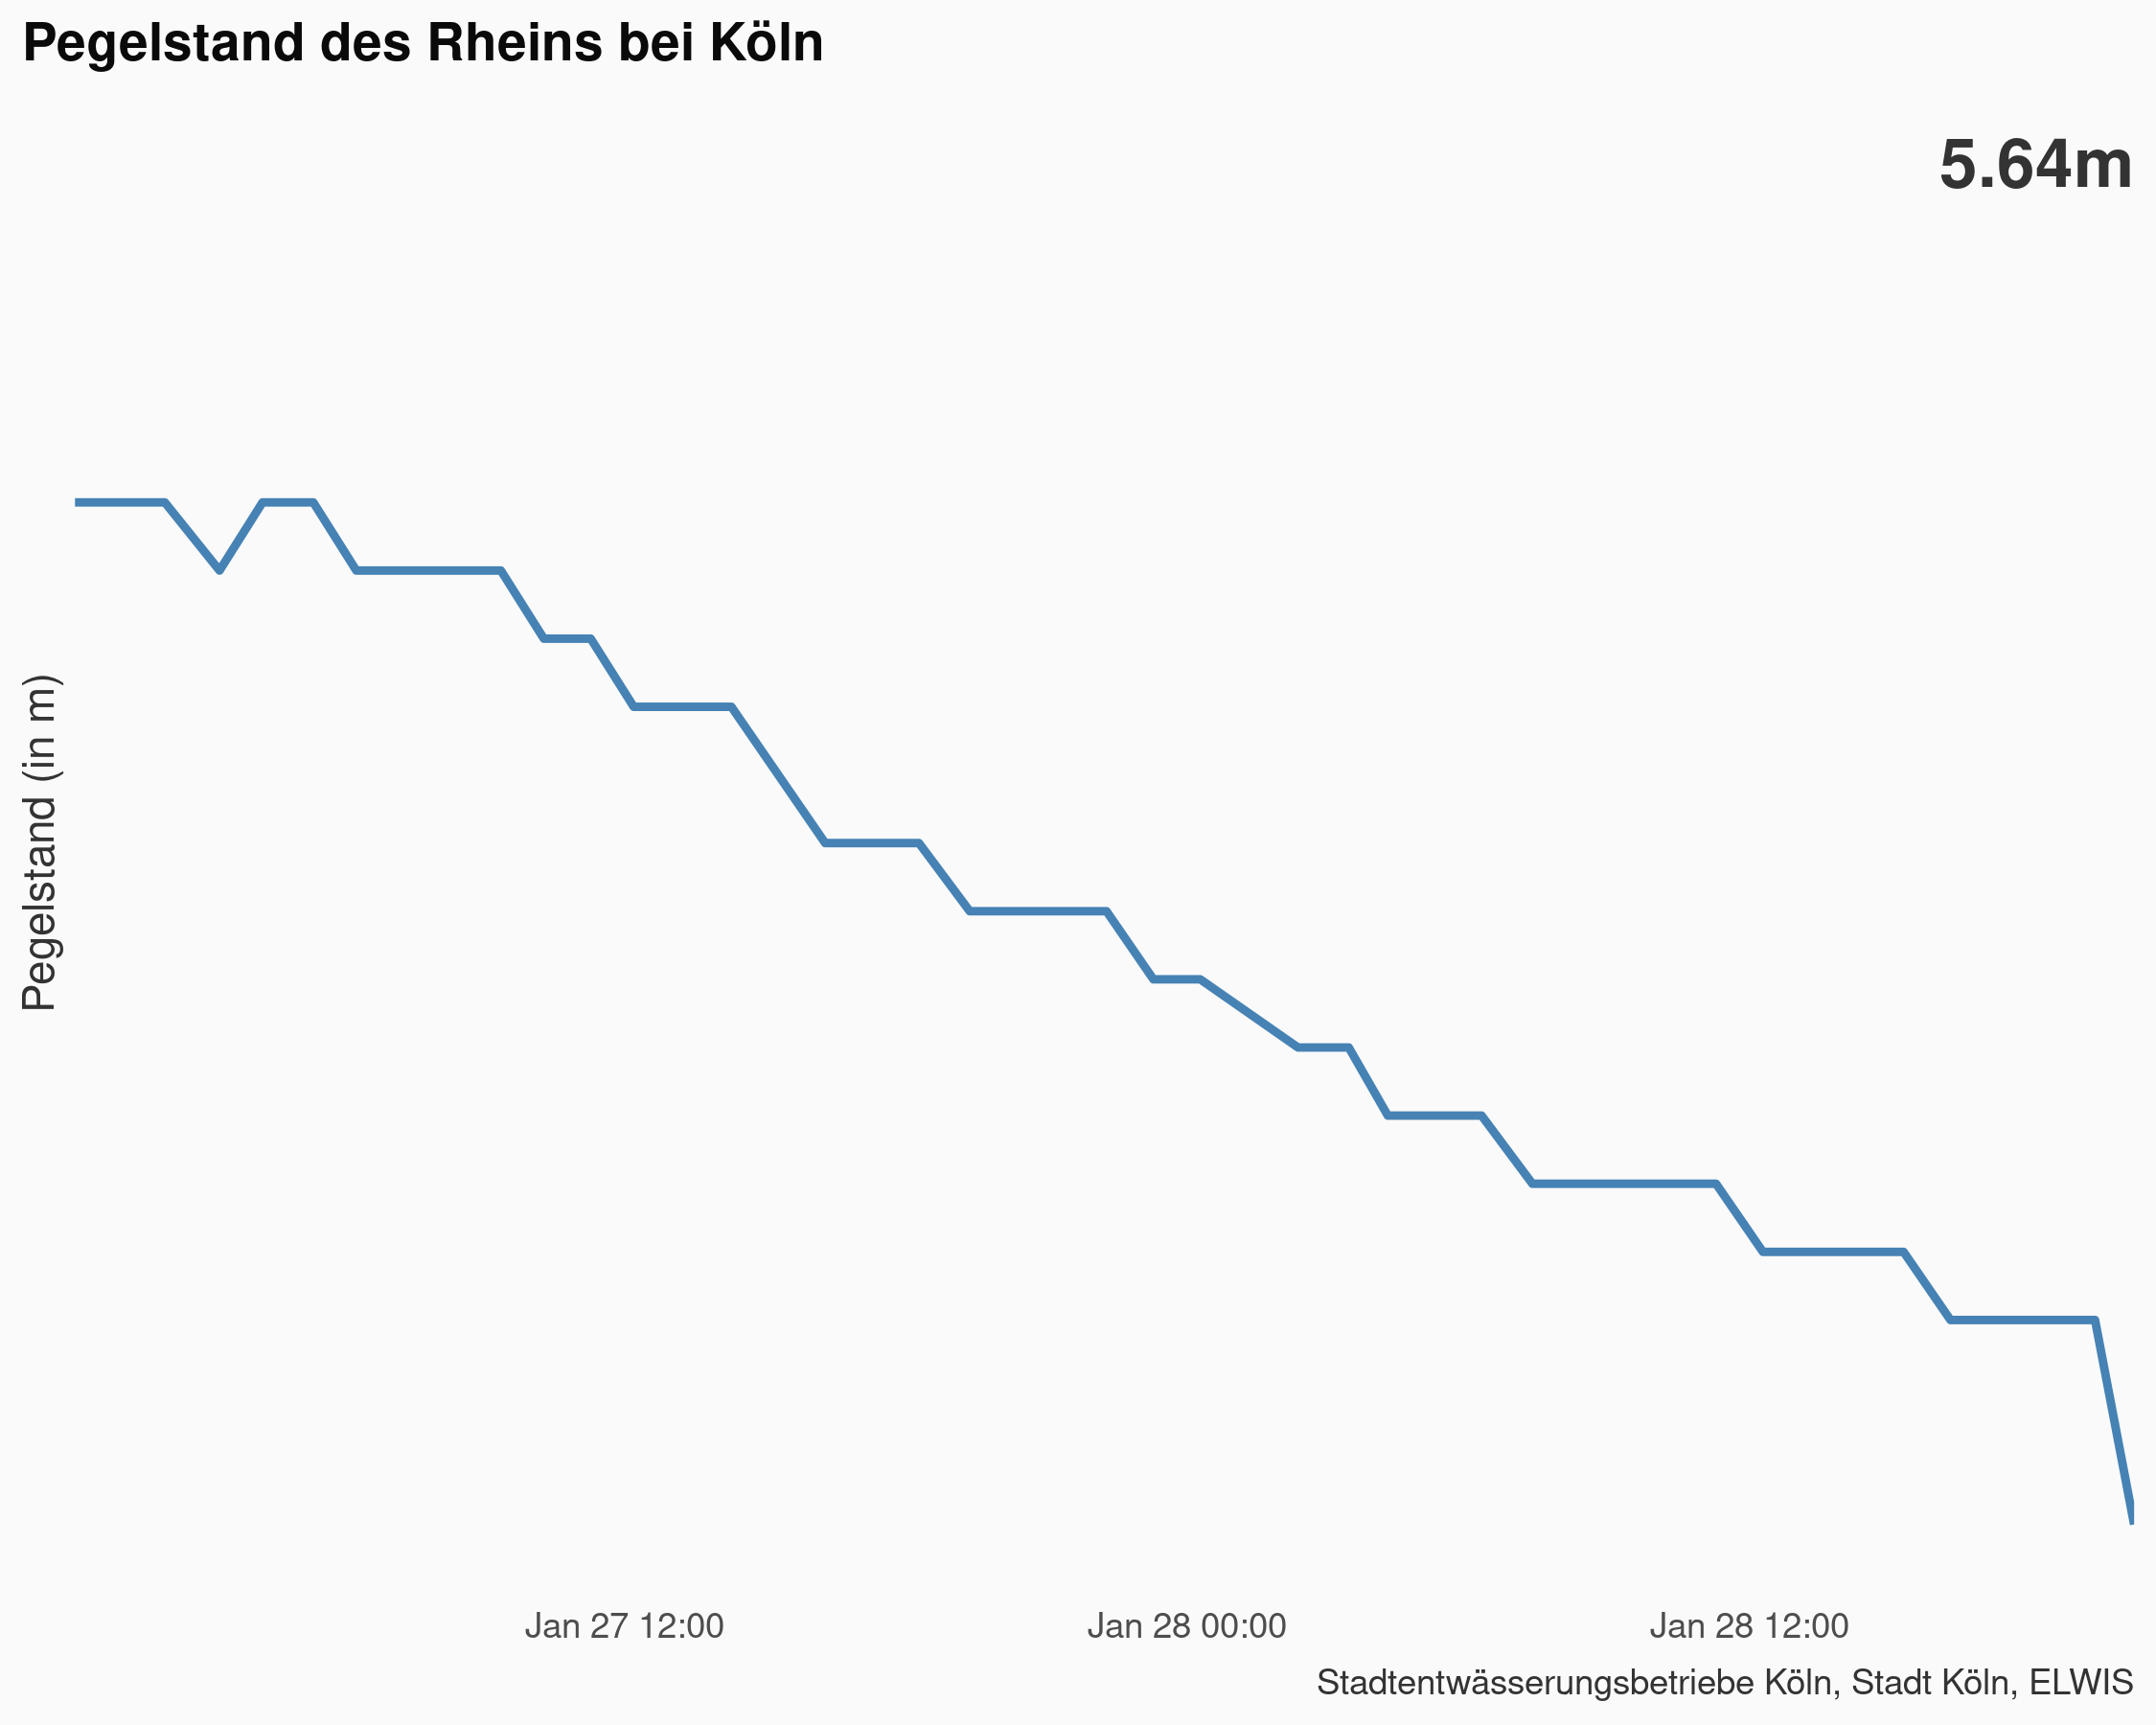 Pegelstand des Rheins bei Köln
5.64m
Pegelstand (in m)
Jan 27 12:00
Jan 28 00:00
Jan 28 12:00
Stadtentwässerungsbetriebe Köln, Stadt Köln, ELWIS